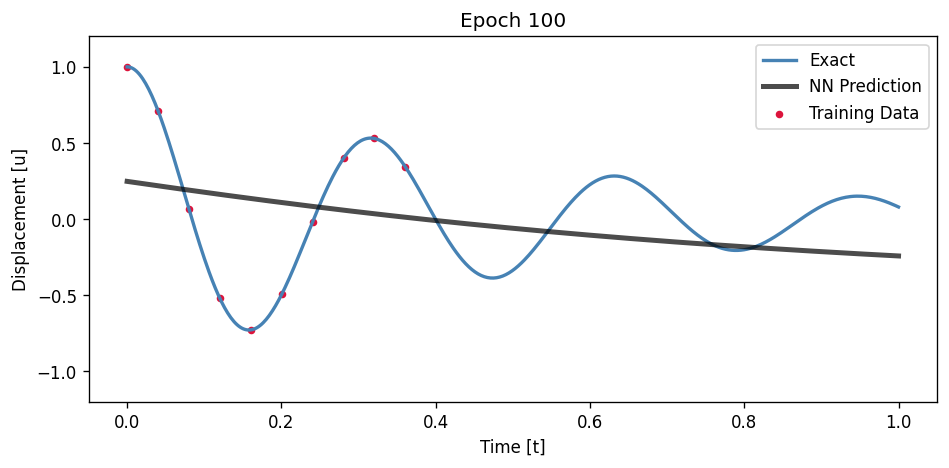 Epoch 100
Exact
NN Prediction
Training Data
Displacement [u]
1.0
0.5
0.0
−0.5
−1.0
0.0 0.2 0.4 0.6 0.8 1.0
Time [t]